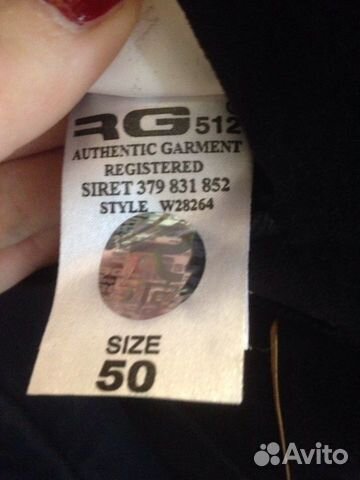 RG 512
AUTHENTIC GARMENT
REGISTERED
SIRET 379 831 852
STYLE W28264
SIZE
50
Avito